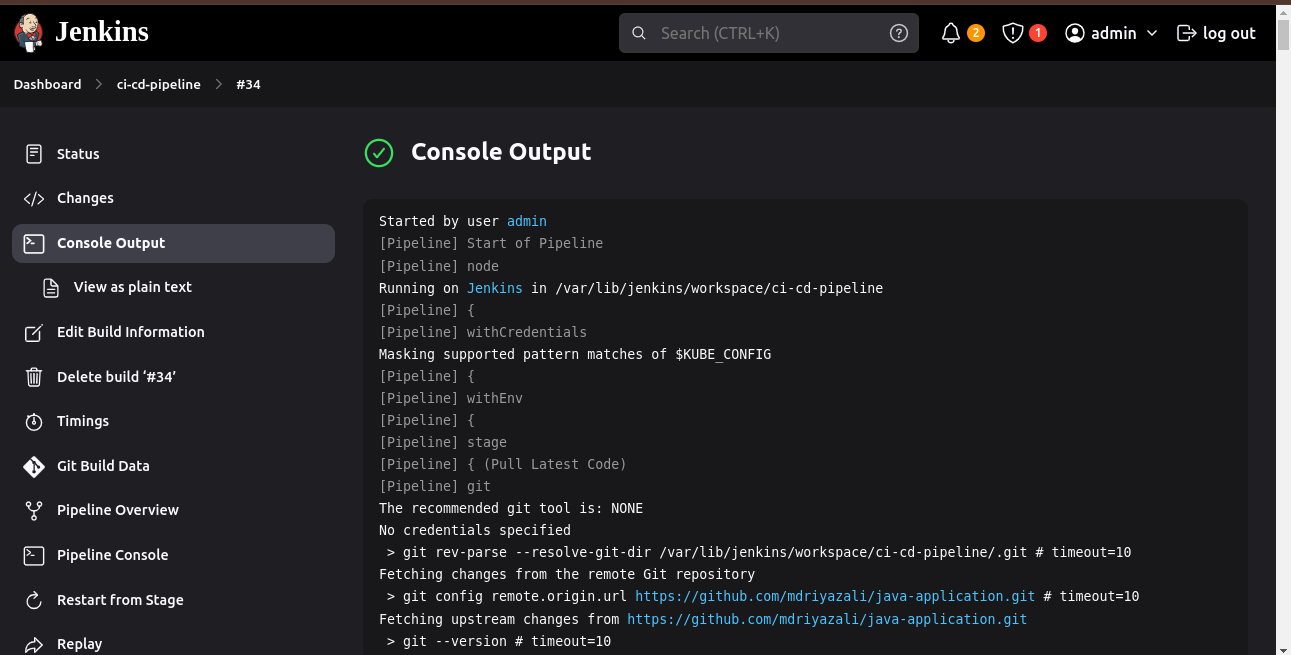 Jenkins
Search (CTRL+K)
2
1
admin
log out
Dashboard
ci-cd-pipeline
#34
Status
Changes
Console Output
View as plain text
Edit Build Information
Delete build ‘#34’
Timings
Git Build Data
Pipeline Overview
Pipeline Console
Restart from Stage
Replay
Console Output
Started by user admin
[Pipeline] Start of Pipeline
[Pipeline] node
Running on Jenkins in /var/lib/jenkins/workspace/ci-cd-pipeline
[Pipeline] {
[Pipeline] withCredentials
Masking supported pattern matches of $KUBE_CONFIG
[Pipeline] {
[Pipeline] withEnv
[Pipeline] {
[Pipeline] stage
[Pipeline] { (Pull Latest Code)
[Pipeline] git
The recommended git tool is: NONE
No credentials specified
 > git rev-parse --resolve-git-dir /var/lib/jenkins/workspace/ci-cd-pipeline/.git # timeout=10
Fetching changes from the remote Git repository
 > git config remote.origin.url https://github.com/mdriyazali/java-application.git # timeout=10
Fetching upstream changes from https://github.com/mdriyazali/java-application.git
 > git --version # timeout=10